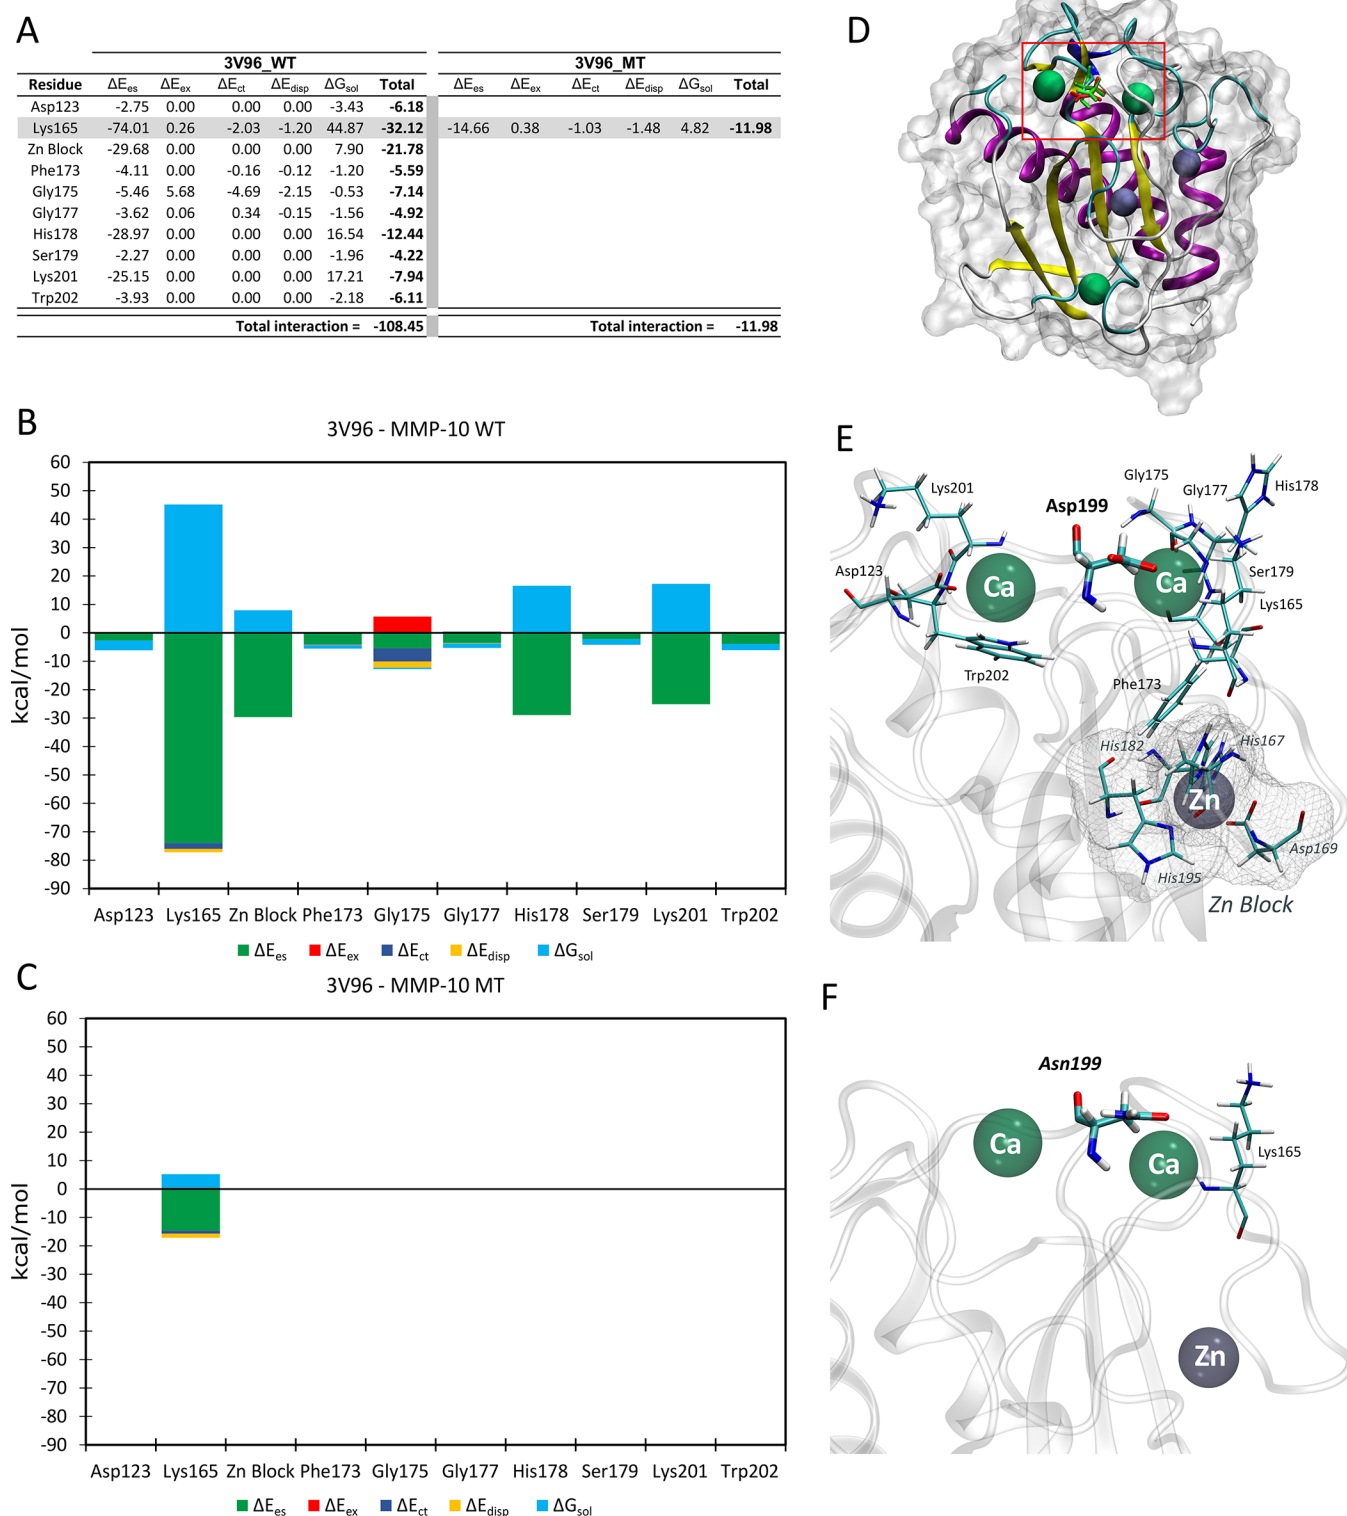 A
3V96_WT 3V96_MT
Residue ΔEes ΔEex ΔEct ΔEdisp ΔGsol Total ΔEes ΔEex ΔEct ΔEdisp ΔGsol Total
Asp123 -2.75 0.00 0.00 0.00 -3.43 -6.18
Lys165 -74.01 0.26 -2.03 -1.20 44.87 -32.12 -14.66 0.38 -1.03 -1.48 4.82 -11.98
Zn Block -29.68 0.00 0.00 0.00 7.90 -21.78
Phe173 -4.11 0.00 -0.16 -0.12 -1.20 -5.59
Gly175 -5.46 5.68 -4.69 -2.15 -0.53 -7.14
Gly177 -3.62 0.06 0.34 -0.15 -1.56 -4.92
His178 -28.97 0.00 0.00 0.00 16.54 -12.44
Ser179 -2.27 0.00 0.00 0.00 -1.96 -4.22
Lys201 -25.15 0.00 0.00 0.00 17.21 -7.94
Trp202 -3.93 0.00 0.00 0.00 -2.18 -6.11
Total interaction = -108.45 Total interaction = -11.98
B
3V96 - MMP-10 WT
60
50
40
30
20
10
0
-10
-20
-30
-40
-50
-60
-70
-80
-90
kcal/mol
Asp123 Lys165 Zn Block Phe173 Gly175 Gly177 His178 Ser179 Lys201 Trp202
ΔEes ΔEex ΔEct ΔEdisp ΔGsol
C
3V96 - MMP-10 MT
60
50
40
30
20
10
0
-10
-20
-30
-40
-50
-60
-70
-80
-90
kcal/mol
Asp123 Lys165 Zn Block Phe173 Gly175 Gly177 His178 Ser179 Lys201 Trp202
ΔEes ΔEex ΔEct ΔEdisp ΔGsol
D
E
Lys201
Gly175
Gly177
His178
Asp199
Asp123
Ca
Ca
Ser179
Lys165
Trp202
Phe173
His182
His167
Zn
Asp169
His195
Zn Block
F
Asn199
Ca
Ca
Lys165
Zn